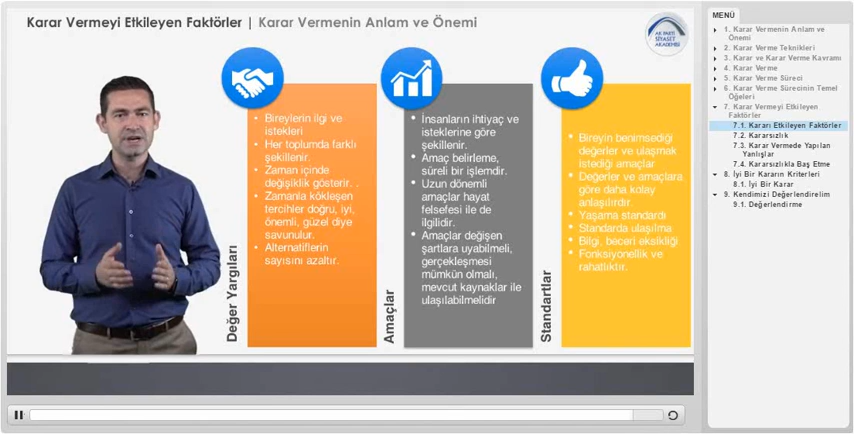 Karar Vermeyi Etkileyen Faktörler | Karar Vermenin Anlam ve Önemi
AK PARTİ
SİYASET
AKADEMİSİ
Değer Yargıları
• Bireylerin ilgi ve
istekleri
• Her toplumda farklı
şekillenir.
• Zaman içinde
değişiklik gösterir. .
• Zamanla kökleşen
tercihler doğru, iyi,
önemli, güzel diye
savunulur.
• Alternatiflerin
sayısını azaltır.
Amaçlar
• İnsanların ihtiyaç ve
isteklerine göre
şekillenir.
• Amaç belirleme,
süreli bir işlemdir.
• Uzun dönemli
amaçlar hayat
felsefesi ile de
ilgilidir.
• Amaçlar değişen
şartlara uyabilmeli,
gerçekleşmesi
mümkün olmalı,
mevcut kaynaklar ile
ulaşılabilmelidir
Standartlar
• Bireyin benimsediği
değerler ve ulaşmak
istediği amaçlar
• Değerler ve amaçlara
göre daha kolay
anlaşılırdır.
• Yaşama standardı
• Standarda ulaşılma
• Bilgi, beceri eksikliği
• Fonksiyonellik ve
rahatlıktır.
MENÜ
1. Karar Vermenin Anlam ve
Önemi
2. Karar Verme Teknikleri
3. Karar ve Karar Verme Kavramı
4. Karar Verme
5. Karar Verme Süreci
6. Karar Verme Sürecinin Temel
Öğeleri
7. Karar Vermeyi Etkileyen
Faktörler
7.1. Kararı Etkileyen Faktörler
7.2. Kararsızlık
7.3. Karar Vermede Yapılan
Yanlışlar
7.4. Kararsızlıkla Baş Etme
8. İyi Bir Kararın Kriterleri
8.1. İyi Bir Karar
9. Kendimizi Değerlendirelim
9.1. Değerlendirme